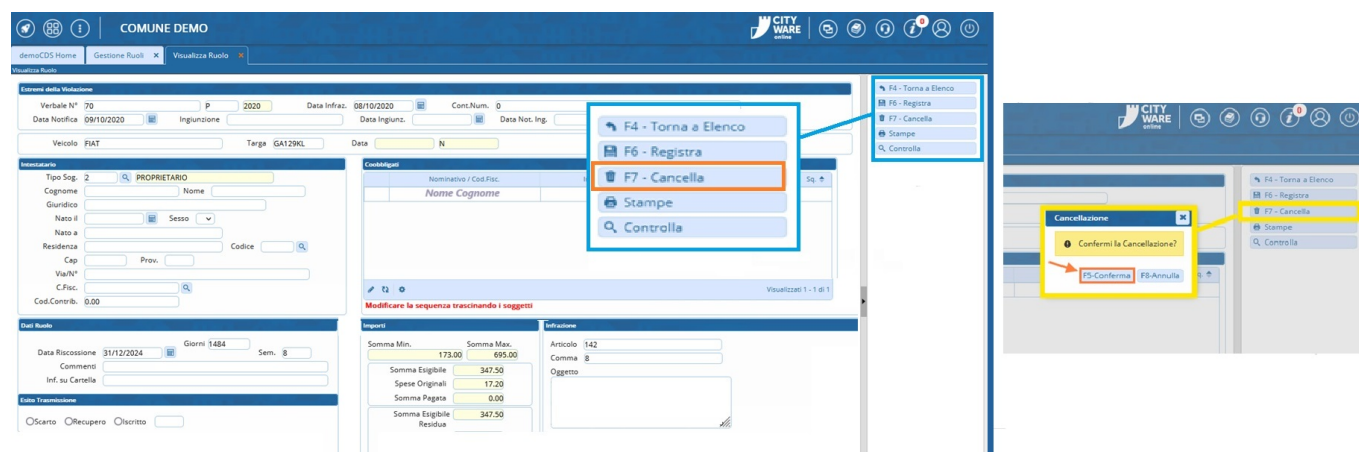 COMUNE DEMO
CITY
WARE
online
0
demoCDS Home Gestione Ruoli × Visualizza Ruolo ×
Visualizza Ruolo
Estremi della Violazione
Verbale N° 70 P 2020 Data Infraz. 08/10/2020 Cont.Num. 0
Data Notifica 09/10/2020 Ingiunzione Data Ingiunz. Data Not. Ing.
Veicolo FIAT Targa GA129KL Data N
Intestatario
Tipo Sog. 2 PROPRIETARIO
Cognome Nome
Giuridico
Nato il Sesso
Nato a
Residenza Codice
Cap Prov.
Via/N°
C.Fisc.
Cod.Contrib. 0.00
Coobbligati
Nominativo / Cod.Fisc. Sq.
Nome Cognome
Visualizzati 1 - 1 di 1
Modificare la sequenza trascinando i soggetti
Dati Ruolo
Giorni 1484
Data Riscossione 31/12/2024 Sem. 8
Commenti
Inf. su Cartella
Esito Trasmissione
Scarto Recupero Iscritto
Importi
Somma Min. Somma Max.
173.00 695.00
Somma Esigibile 347.50
Spese Originali 17.20
Somma Pagata 0.00
Somma Esigibile 347.50
Residua
Infrazione
Articolo 142
Comma 8
Oggetto
F4 - Torna a Elenco
F6 - Registra
F7 - Cancella
Stampe
Controlla
F4 - Torna a Elenco
F6 - Registra
F7 - Cancella
Stampe
Controlla
CITY
WARE
online
0
F4 - Torna a Elenco
F6 - Registra
F7 - Cancella
Stampe
Controlla
Cancellazione
Confermi la Cancellazione?
F5-Conferma F8-Annulla